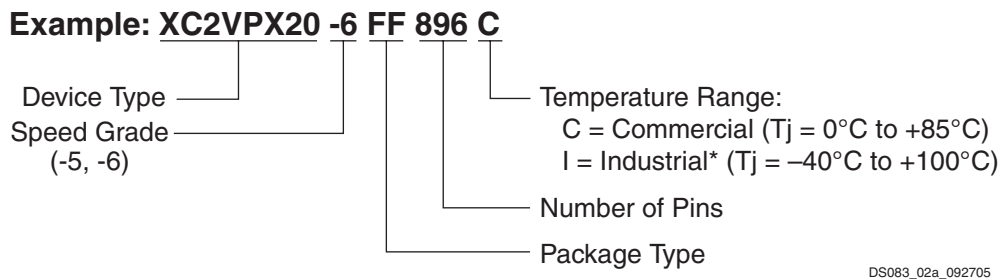 Example: XC2VPX20 -6 FF 896 C
Device Type
Speed Grade
(-5, -6)
Temperature Range:
C = Commercial (Tj = 0°C to +85°C)
I = Industrial* (Tj = –40°C to +100°C)
Number of Pins
Package Type
DS083_02a_092705